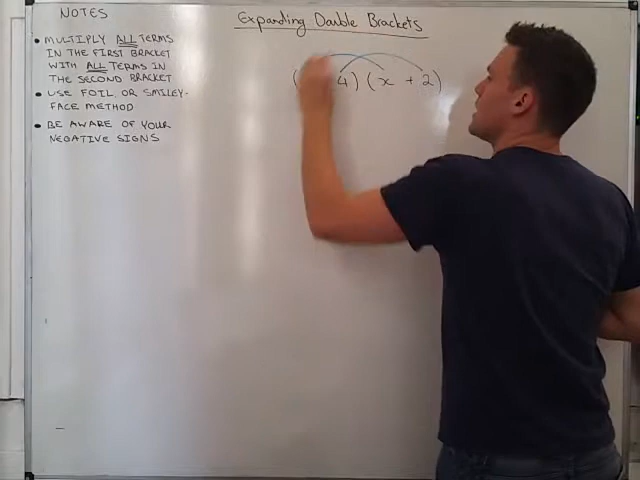 NOTES
Expanding Double Brackets
• MULTIPLY ALL TERMS
IN THE FIRST BRACKET
WITH ALL TERMS IN
THE SECOND BRACKET
• USE FOIL OR SMILEY-
FACE METHOD
• BE AWARE OF YOUR
NEGATIVE SIGNS
( 4)(x + 2)